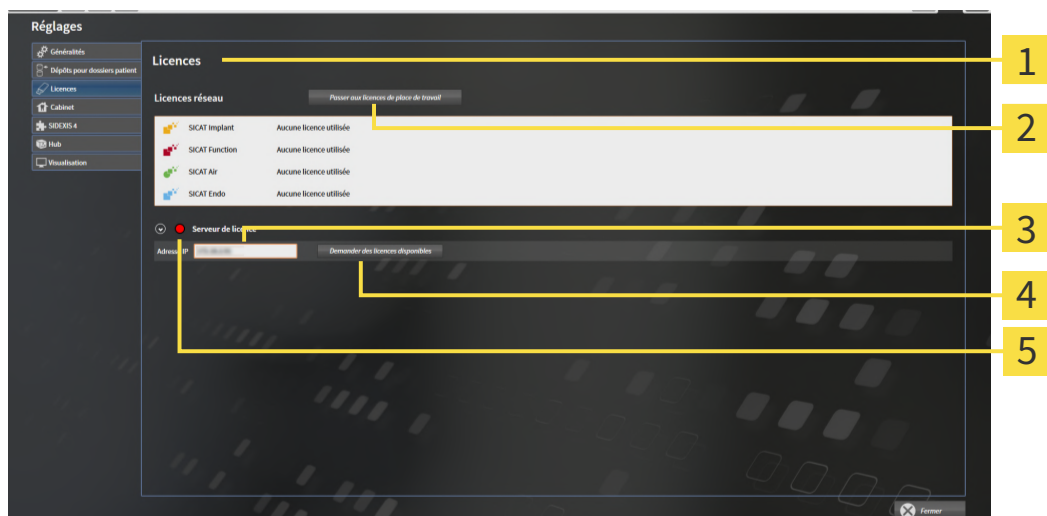 Réglages
Généralités
Dépôts pour dossiers patient
Licences
Cabinet
SIDEXIS 4
Hub
Visualisation
Licences
Licences réseau
Passer aux licences de place de travail
SICAT Implant Aucune licence utilisée
SICAT Function Aucune licence utilisée
SICAT Air Aucune licence utilisée
SICAT Endo Aucune licence utilisée
Serveur de licence
Adresse IP
Demander des licences disponibles
Fermer
1
2
3
4
5